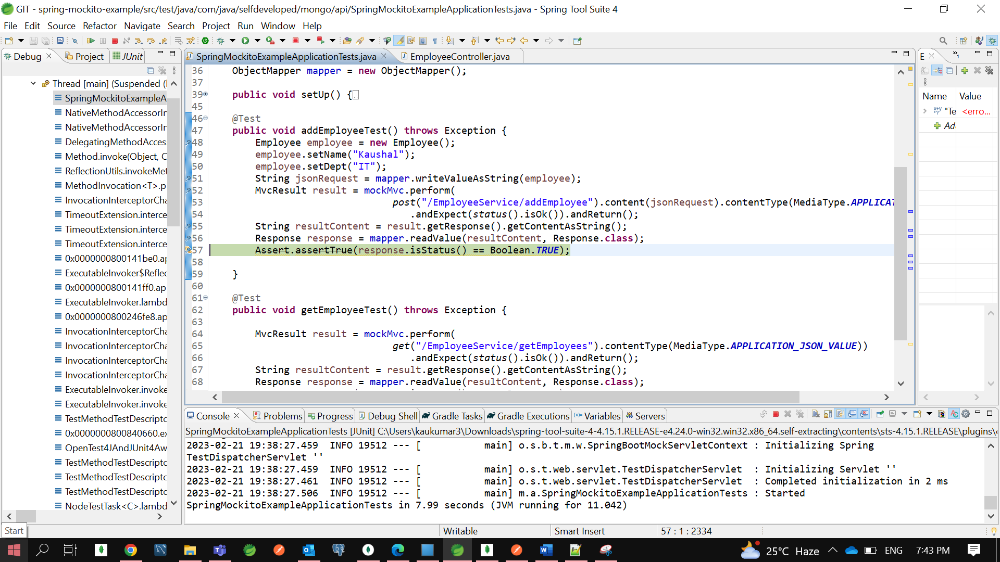 GIT - spring-mockito-example/src/test/java/com/java/selfdeveloped/mongo/api/SpringMockitoExampleApplicationTests.java - Spring Tool Suite 4
File Edit Source Refactor Navigate Search Project Run Window Help
Debug Project JUnit
SpringMockitoExampleApplicationTests.java EmployeeController.java
E
Thread [main] (Suspended (
SpringMockitoExampleA
NativeMethodAccessorIr
NativeMethodAccessorIr
DelegatingMethodAcces
Method.invoke(Object, C
ReflectionUtils.invokeMet
MethodInvocation<T>.p
InvocationInterceptorCha
TimeoutExtension.interce
TimeoutExtension.interce
TimeoutExtension.interce
0x0000000800141be0.ap
ExecutableInvoker$Reflec
0x0000000800141ff0.ap
ExecutableInvoker.lambd
0x0000000800246fe8.ap
InvocationInterceptorCha
InvocationInterceptorCha
InvocationInterceptorCha
InvocationInterceptorCha
ExecutableInvoker.invoke
ExecutableInvoker.invoke
TestMethodTestDescriptc
0x0000000800840660.ex
OpenTest4JAndJUnit4Aw
TestMethodTestDescriptc
TestMethodTestDescriptc
TestMethodTestDescriptc
NodeTestTask<C>.lambd
36 ObjectMapper mapper = new ObjectMapper();
37
39 public void setUp() {
45
46 @Test
47 public void addEmployeeTest() throws Exception {
48 Employee employee = new Employee();
49 employee.setName("Kaushal");
50 employee.setDept("IT");
51 String jsonRequest = mapper.writeValueAsString(employee);
52 MvcResult result = mockMvc.perform(
53 post("/EmployeeService/addEmployee").content(jsonRequest).contentType(MediaType.APPLICAT
54 .andExpect(status().isOk()).andReturn();
55 String resultContent = result.getResponse().getContentAsString();
56 Response response = mapper.readValue(resultContent, Response.class);
57 Assert.assertTrue(response.isStatus() == Boolean.TRUE);
58
59 }
60
61 @Test
62 public void getEmployeeTest() throws Exception {
63
64 MvcResult result = mockMvc.perform(
65 get("/EmployeeService/getEmployees").contentType(MediaType.APPLICATION_JSON_VALUE))
66 .andExpect(status().isOk()).andReturn();
67 String resultContent = result.getResponse().getContentAsString();
68 Response response = mapper.readValue(resultContent, Response.class);
Name Value
"Te <erro...
Ad
Console Problems Progress Debug Shell Gradle Tasks Gradle Executions Variables Servers
SpringMockitoExampleApplicationTests [JUnit] C:\Users\kaukumar3\Downloads\spring-tool-suite-4-4.15.1.RELEASE-e4.24.0-win32.win32.x86_64.self-extracting\contents\sts-4.15.1.RELEASE\plugins\
2023-02-21 19:38:27.459 INFO 19512 --- [ main] o.s.b.t.m.w.SpringBootMockServletContext : Initializing Spring
TestDispatcherServlet ''
2023-02-21 19:38:27.459 INFO 19512 --- [ main] o.s.t.web.servlet.TestDispatcherServlet : Initializing Servlet ''
2023-02-21 19:38:27.461 INFO 19512 --- [ main] o.s.t.web.servlet.TestDispatcherServlet : Completed initialization in 2 ms
2023-02-21 19:38:27.506 INFO 19512 --- [ main] m.a.SpringMockitoExampleApplicationTests : Started
SpringMockitoExampleApplicationTests in 7.99 seconds (JVM running for 11.042)
Start
Writable Smart Insert 57 : 1 : 2334
25°C Haze ENG 7:43 PM